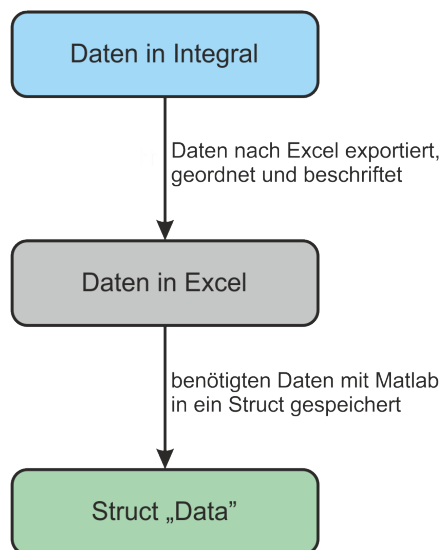 Daten in Integral
Daten nach Excel exportiert,
geordnet und beschriftet
Daten in Excel
benötigten Daten mit Matlab
in ein Struct gespeichert
Struct „Data”